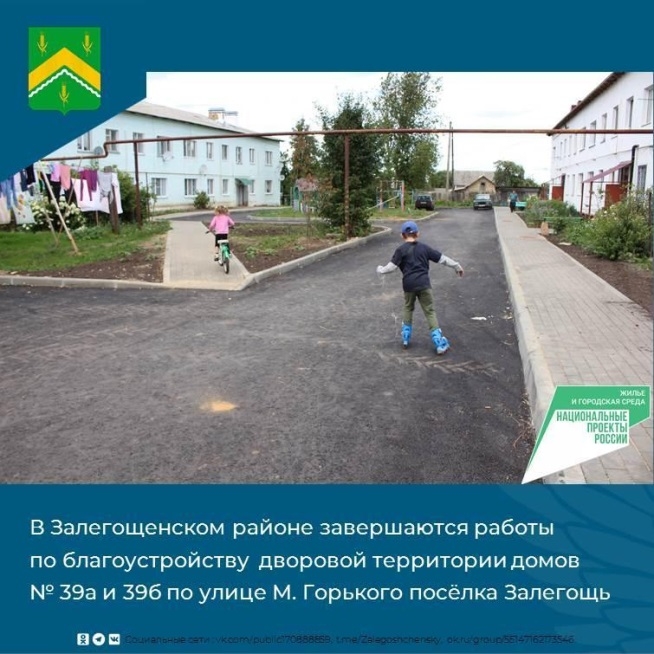 ЖИЛЬЕ
И ГОРОДСКАЯ СРЕДА
НАЦИОНАЛЬНЫЕ
ПРОЕКТЫ
РОССИИ
В Залегощенском районе завершаются работы
по благоустройству дворовой территории домов
№ 39а и 39б по улице М. Горького посёлка Залегощь
Социальные сети :